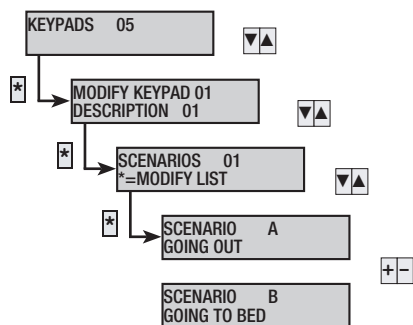 KEYPADS 05
▼▲
*
MODIFY KEYPAD 01
DESCRIPTION 01
▼▲
*
SCENARIOS 01
*=MODIFY LIST
▼▲
*
SCENARIO A
GOING OUT
+-
SCENARIO B
GOING TO BED